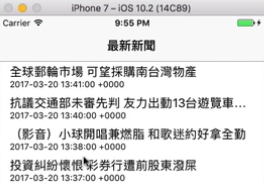 iPhone 7 – iOS 10.2 (14C89)
Carrier 9:55 PM
最新新聞
全球郵輪市場 可望採購南台灣物產
2017-03-20 13:41:00 +0000
抗議交通部未審先判 友力出動13台遊覽車...
2017-03-20 13:40:00 +0000
（影音）小球開唱兼燃脂 和歌迷約好拿全勤
2017-03-20 13:38:00 +0000
投資糾紛懷恨 彩券行遭前股東潑屎
2017-03-20 13:37:00 +0000